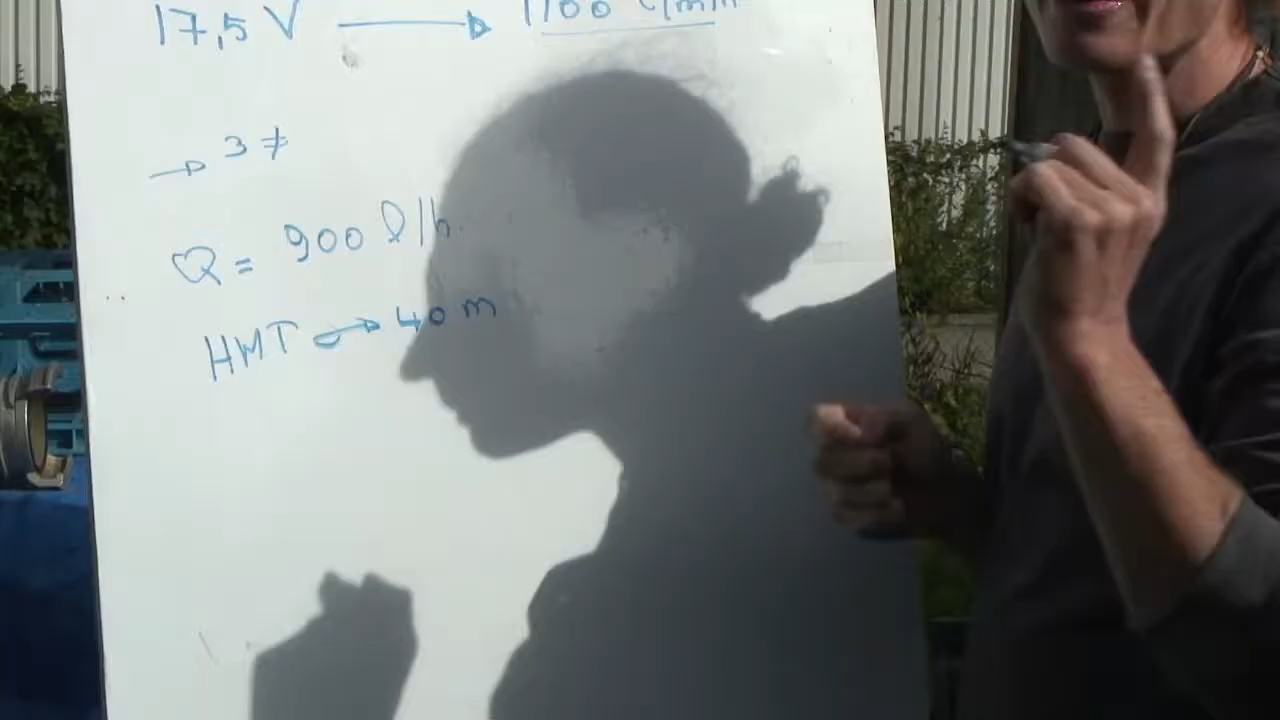 17,5 V → 1100 t/min
→ 3 ≠
Q = 900 l/h
HMT → 40 m